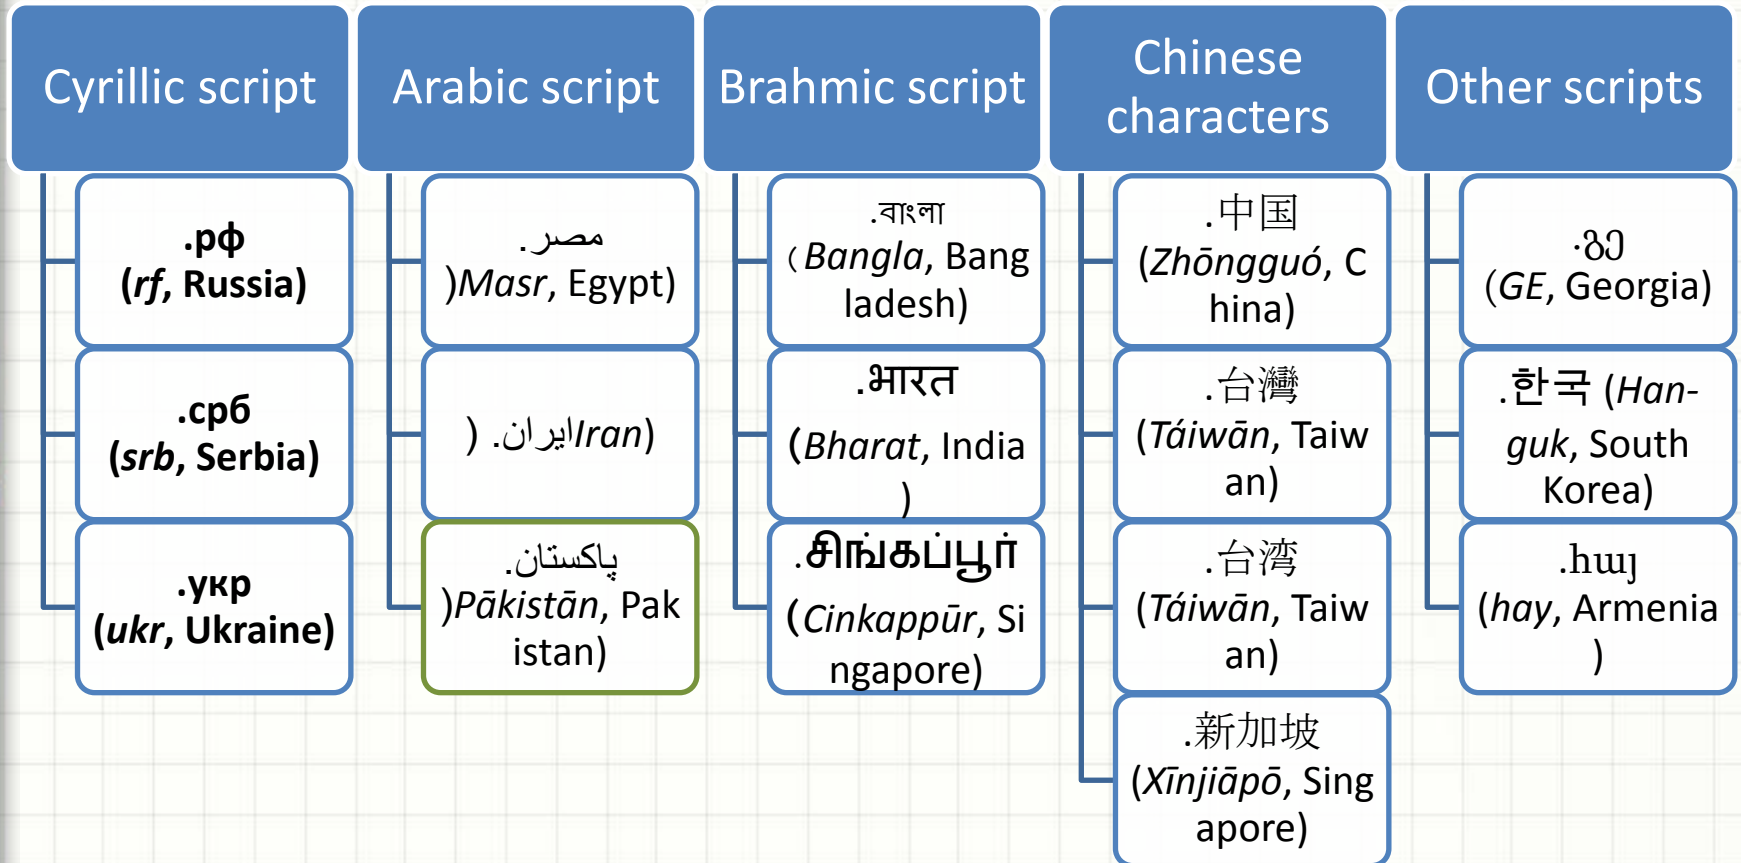 Cyrillic script
.рф
(rf, Russia)
.срб
(srb, Serbia)
.укр
(ukr, Ukraine)
Arabic script
.مصر
)Masr, Egypt(
) .ایران Iran)
.پاکستان
)Pākistān, Pak
istan)
Brahmic script
.বাংলা
(Bangla, Bang
ladesh)
.भारत
(Bharat, India
)
.சிங்கப்பூர்
(Cinkappūr, Si
ngapore)
Chinese
characters
.中国
(Zhōngguó, C
hina)
.台灣
(Táiwān, Taiw
an)
.台湾
(Táiwān, Taiw
an)
.新加坡
(Xīnjiāpō, Sing
apore)
Other scripts
.გე
(GE, Georgia)
.한국 (Han-
guk, South
Korea)
.հայ
(hay, Armenia
)